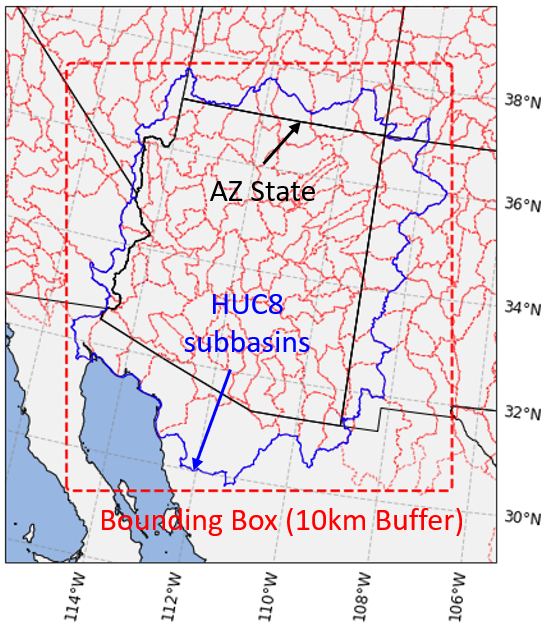 38°N
AZ State
36°N
HUC8
subbasins
34°N
32°N
Bounding Box (10km Buffer)
30°N
114°W
112°W
110°W
108°W
106°W